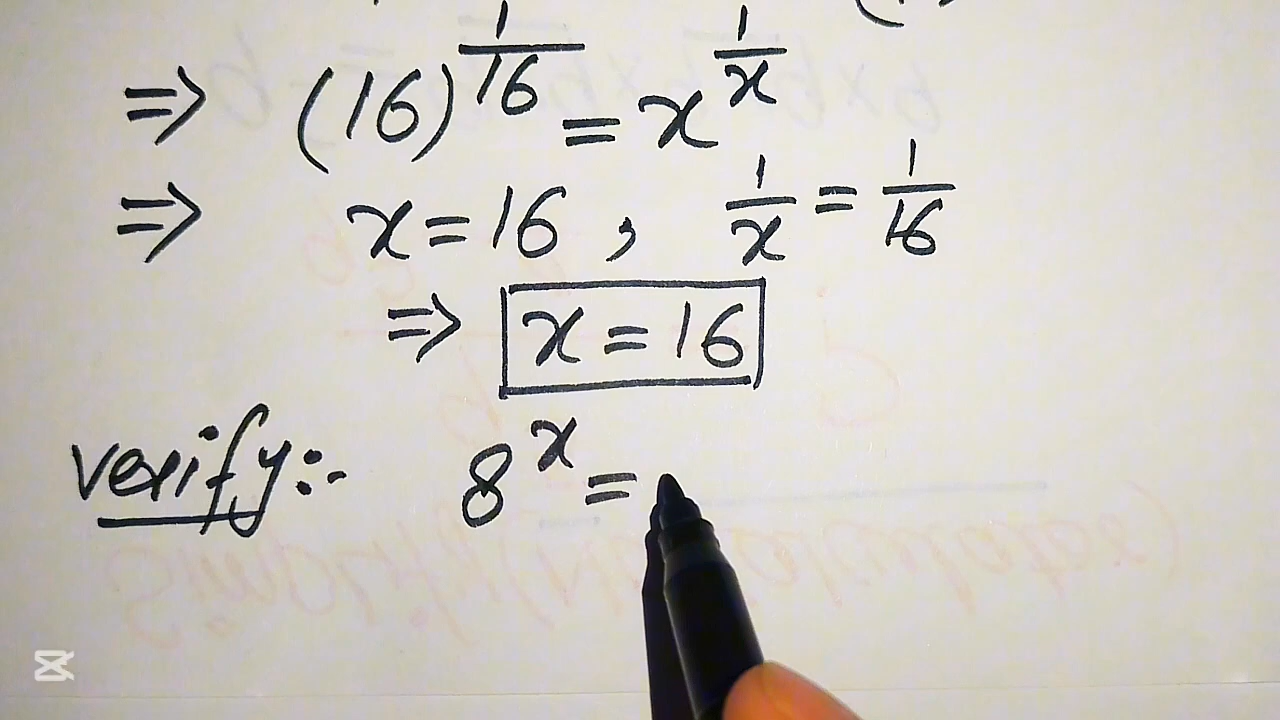 ⇒ (16)^{1/16} = x^{1/x}
⇒ x = 16 , 1/x = 1/16
⇒ x = 16
verify:- 8^x =